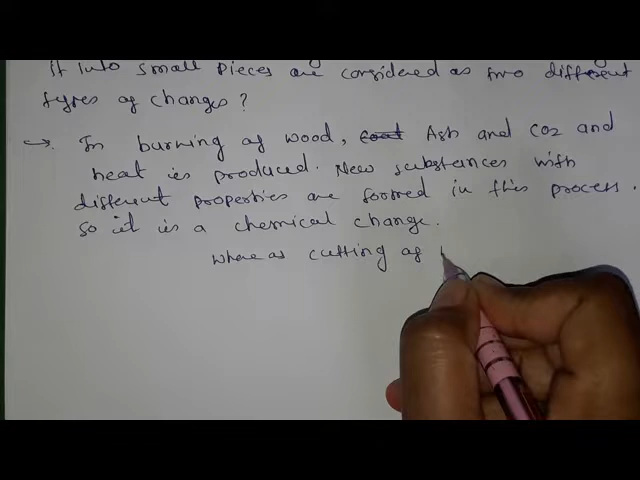 it into small pieces are considered as two different
types of changes?
→ In burning of wood, Ash and CO2 and
heat is produced. New substances with
different properties are formed in this process.
So it is a chemical change.
where as cutting of